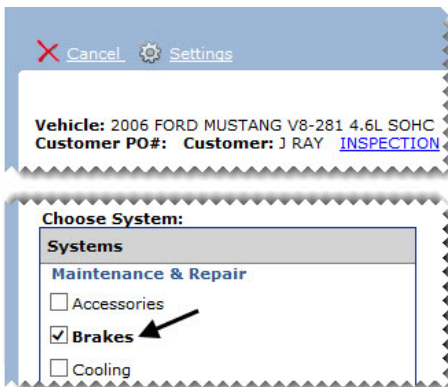 Cancel Settings
Vehicle: 2006 FORD MUSTANG V8-281 4.6L SOHC
Customer PO#: Customer: J RAY INSPECTION
Choose System:
Systems
Maintenance & Repair
Accessories
Brakes
Cooling